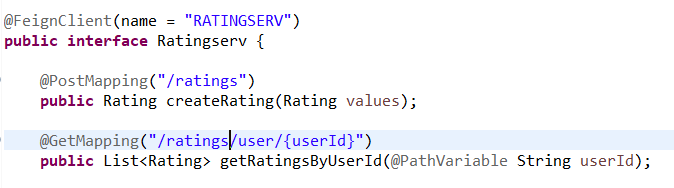 @FeignClient(name = "RATINGSERV")
public interface Ratingserv {
@PostMapping("/ratings")
public Rating createRating(Rating values);
@GetMapping("/ratings/user/{userId}")
public List<Rating> getRatingsByUserId(@PathVariable String userId);